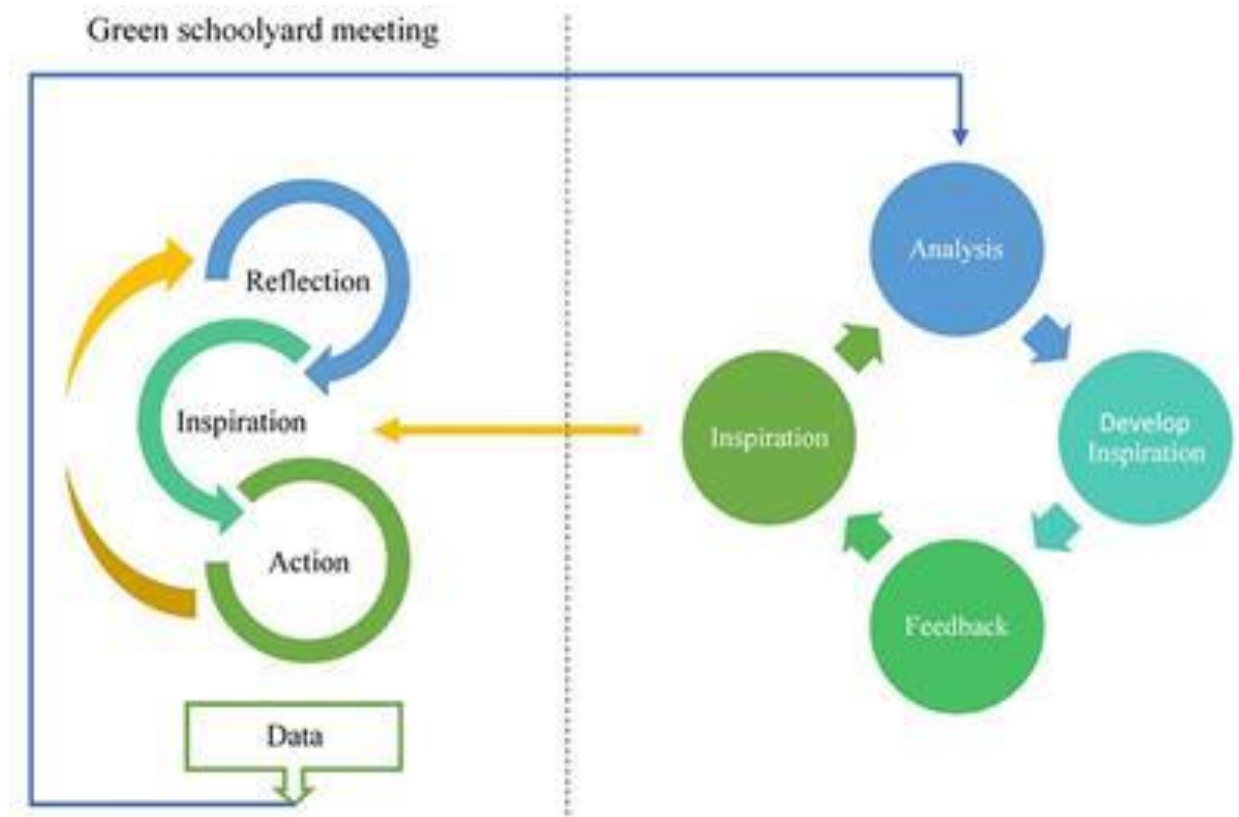 Green schoolyard meeting
Reflection
Inspiration
Action
Data
Analysis
Develop
Inspiration
Feedback
Inspiration